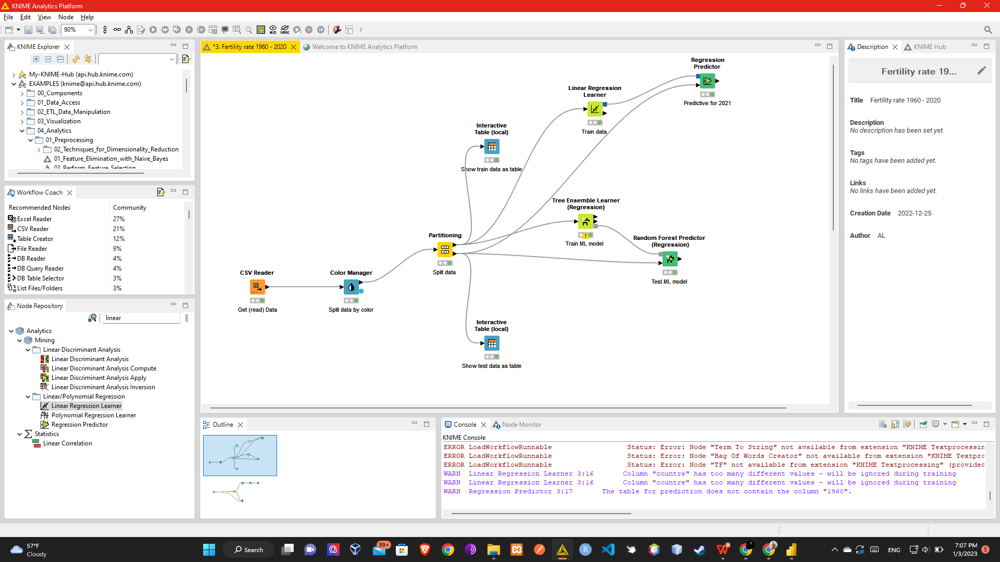 KNIME Analytics Platform
File Edit View Node Help
90%
#ID
NAME
KNIME Explorer
My-KNIME-Hub (api.hub.knime.com)
EXAMPLES (knime@api.hub.knime.com)
00_Components
01_Data_Access
02_ETL_Data_Manipulation
03_Visualization
04_Analytics
01_Preprocessing
02_Techniques_for_Dimensionality_Reduction
01_Feature_Elimination_with_Naive_Bayes
03_Perform_Feature_Selection
Workflow Coach
Recommended Nodes Community
Excel Reader 27%
CSV Reader 21%
Table Creator 12%
File Reader 9%
DB Reader 4%
DB Query Reader 4%
DB Table Selector 3%
List Files/Folders 3%
Node Repository
linear
Analytics
Mining
Linear Discriminant Analysis
Linear Discriminant Analysis
Linear Discriminant Analysis Compute
Linear Discriminant Analysis Apply
Linear Discriminant Analysis Inversion
Linear/Polynomial Regression
Linear Regression Learner
Polynomial Regression Learner
Regression Predictor
Statistics
Linear Correlation
*3: Fertility rate 1960 - 2020
Welcome to KNIME Analytics Platform
Regression
Predictor
Predictive for 2021
Linear Regression
Learner
Train data
Interactive
Table (local)
Show train data as table
Tree Ensemble Learner
(Regression)
Train ML model
Random Forest Predictor
(Regression)
Test ML model
Partitioning
Split data
CSV Reader
Get (read) Data
Color Manager
Split data by color
Interactive
Table (local)
Show test data as table
Outline
Console
Node Monitor
KNIME Console
ERROR LoadWorkflowRunnable Status: Error: Node "Term To String" not available from extension "KNIME Textprocessin
ERROR LoadWorkflowRunnable Status: Error: Node "Bag Of Words Creator" not available from extension "KNIME Textpro
ERROR LoadWorkflowRunnable Status: Error: Node "TF" not available from extension "KNIME Textprocessing" (provided
WARN Linear Regression Learner 3:16 Column "countre" has too many different values - will be ignored during training
WARN Linear Regression Learner 3:16 Column "countre" has too many different values - will be ignored during training
WARN Regression Predictor 3:17 The table for prediction does not contain the column "1960".
Description
KNIME Hub
Fertility rate 19...
Title Fertility rate 1960 - 2020
Description
No description has been set yet.
Tags
No tags have been added yet.
Links
No links have been added yet.
Creation Date 2022-12-25
Author AL
57°F
Cloudy
Search
99+
ENG
7:07 PM
1/3/2023
5